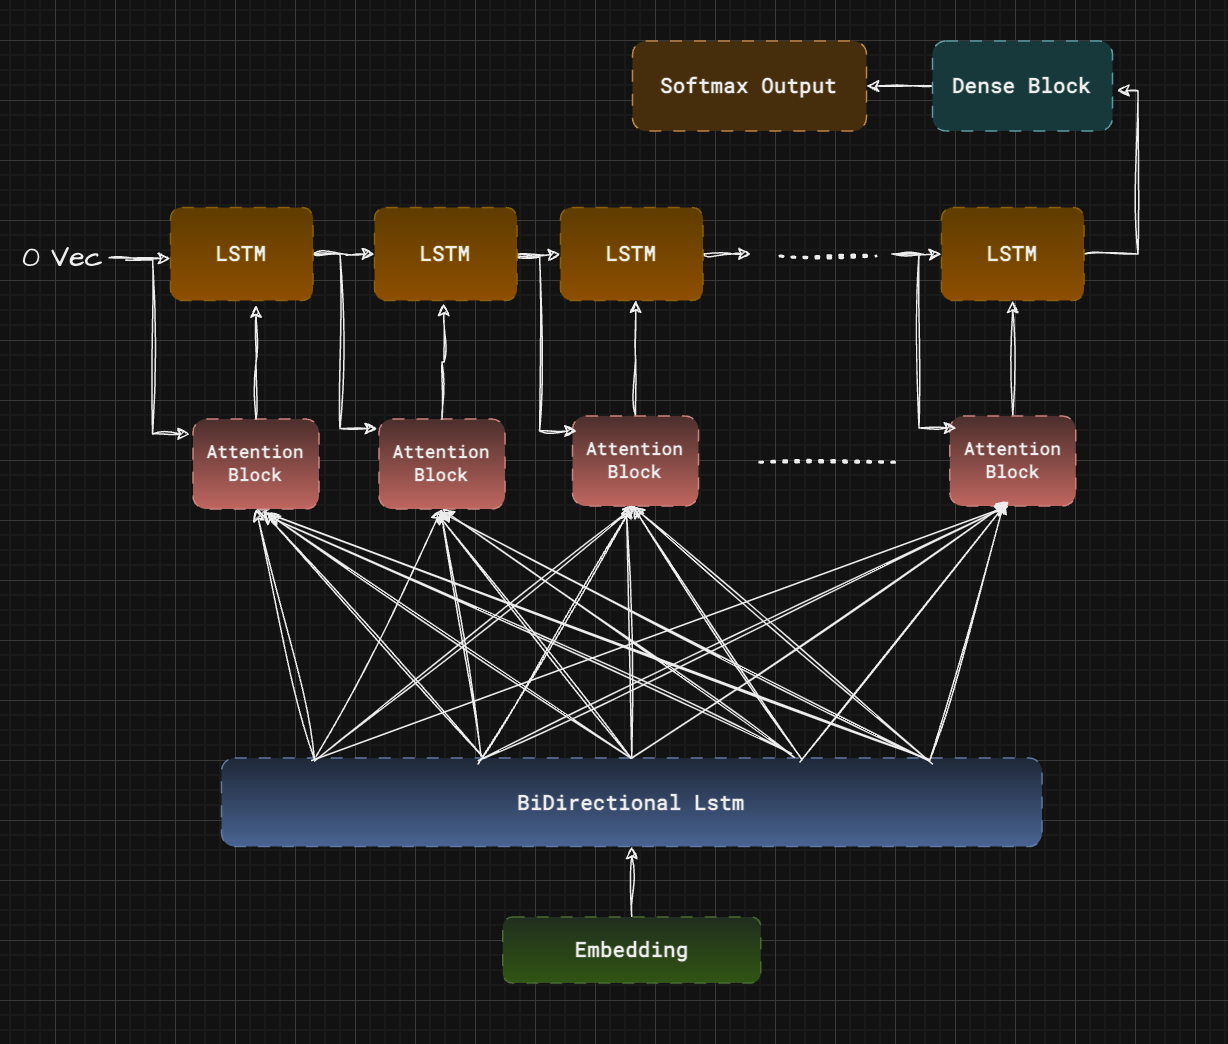 Softmax Output
Dense Block
O Vec
LSTM
LSTM
LSTM
LSTM
Attention
Block
Attention
Block
Attention
Block
Attention
Block
BiDirectional Lstm
Embedding